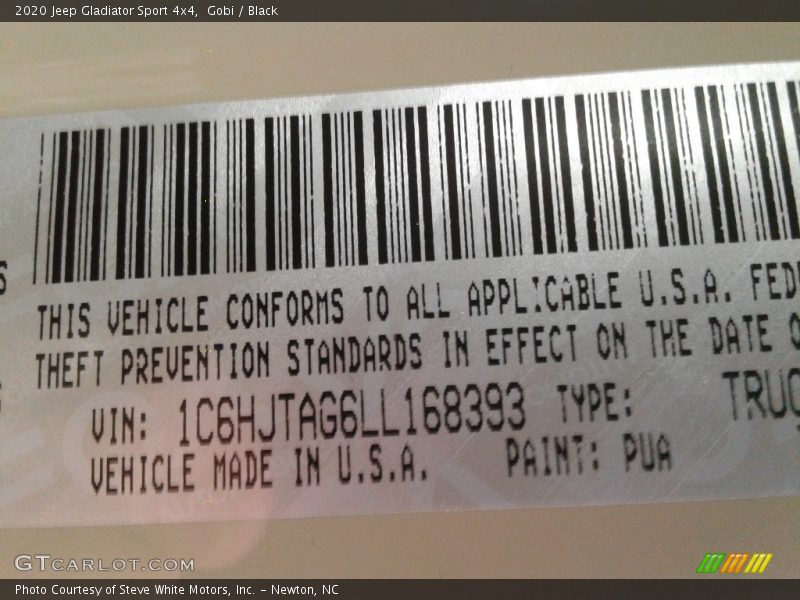 2020 Jeep Gladiator Sport 4x4, Gobi / Black
THIS VEHICLE CONFORMS TO ALL APPLICABLE U.S.A. FED
THEFT PREVENTION STANDARDS IN EFFECT ON THE DATE O
VIN: 1C6HJTAG6LL168393 TYPE: TRUC
VEHICLE MADE IN U.S.A. PAINT: PUA
GTCARLOT.COM
Photo Courtesy of Steve White Motors, Inc. – Newton, NC